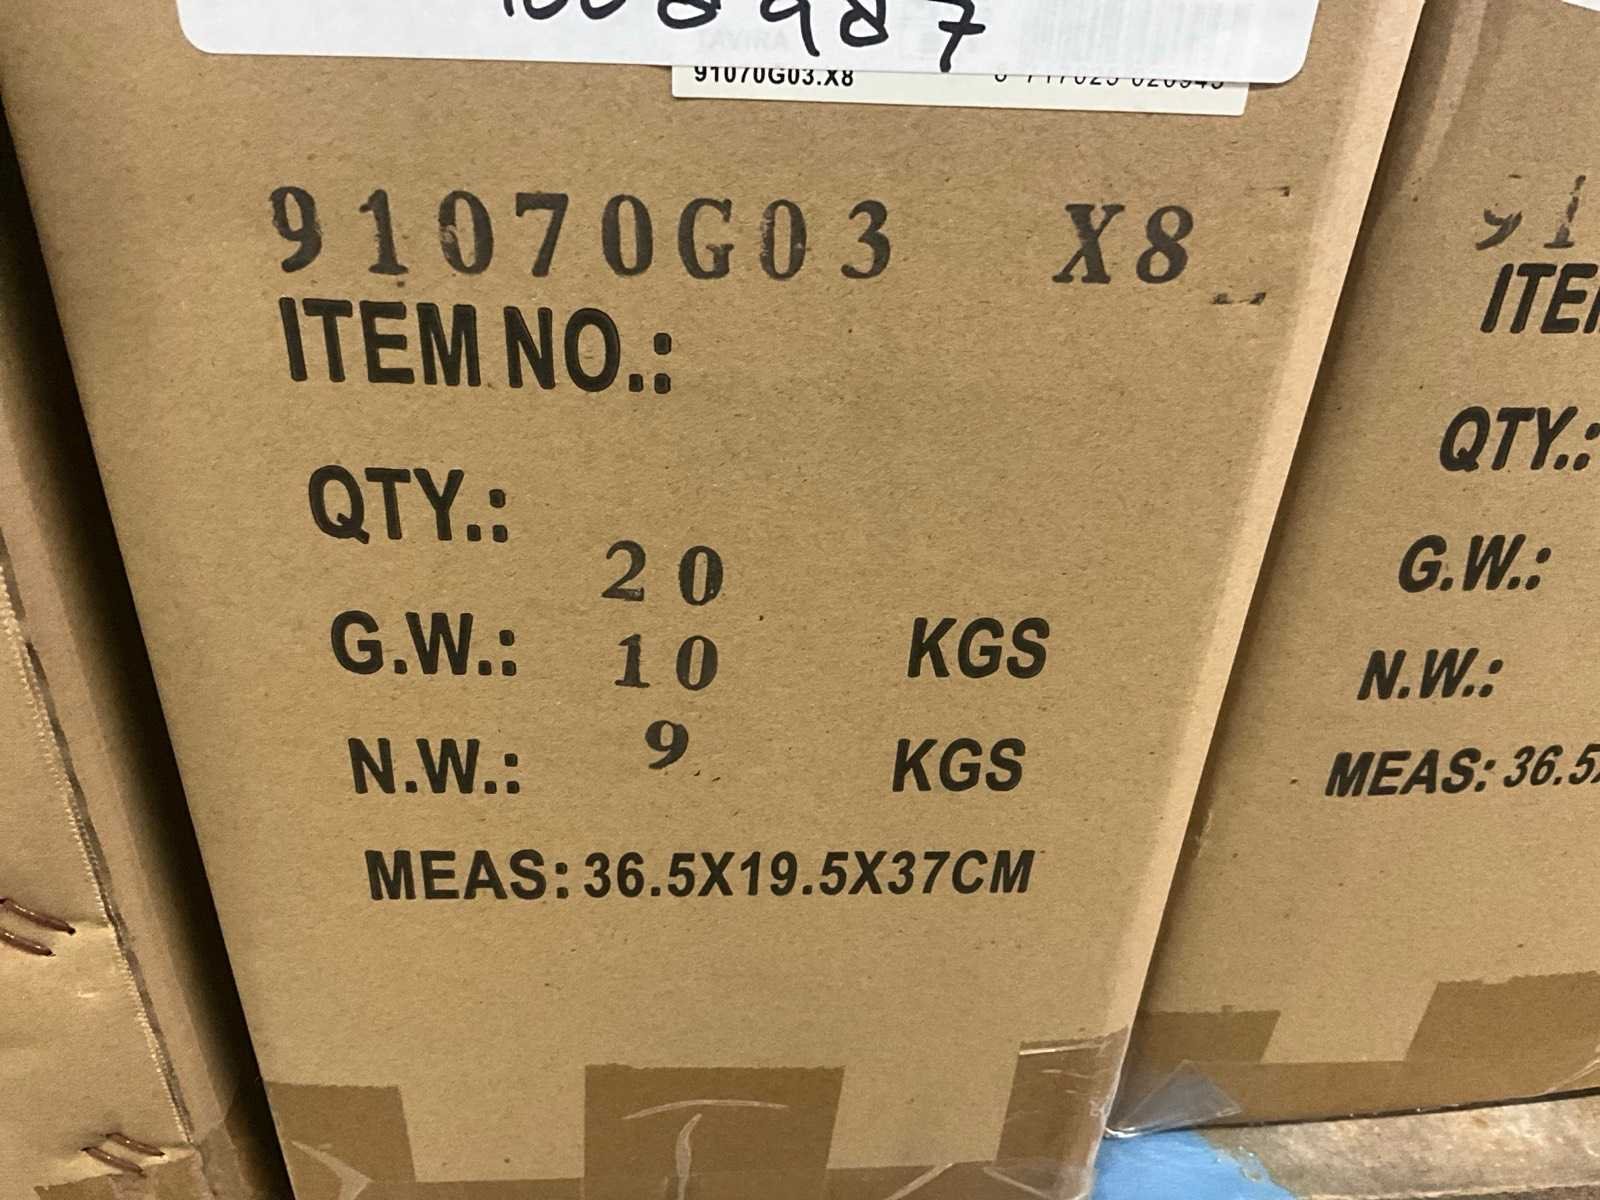 91070G03.X8
91070G03 X8
ITEM NO.:
QTY.:
20
G.W.: 10 KGS
N.W.: 9 KGS
MEAS: 36.5X19.5X37CM
91
QTY.:
G.W.:
N.W.:
MEAS: 36.5